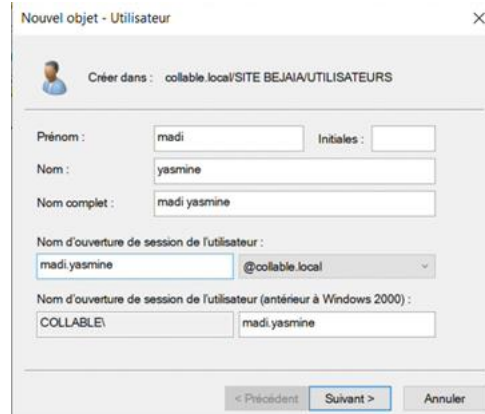 Nouvel objet - Utilisateur
Créer dans : collable.local/SITE BEJAIA/UTILISATEURS
Prénom : madi Initiales :
Nom : yasmine
Nom complet : madi yasmine
Nom d'ouverture de session de l'utilisateur :
madi.yasmine @collable.local
Nom d'ouverture de session de l'utilisateur (antérieur à Windows 2000) :
COLLABLE\ madi.yasmine
< Précédent Suivant > Annuler